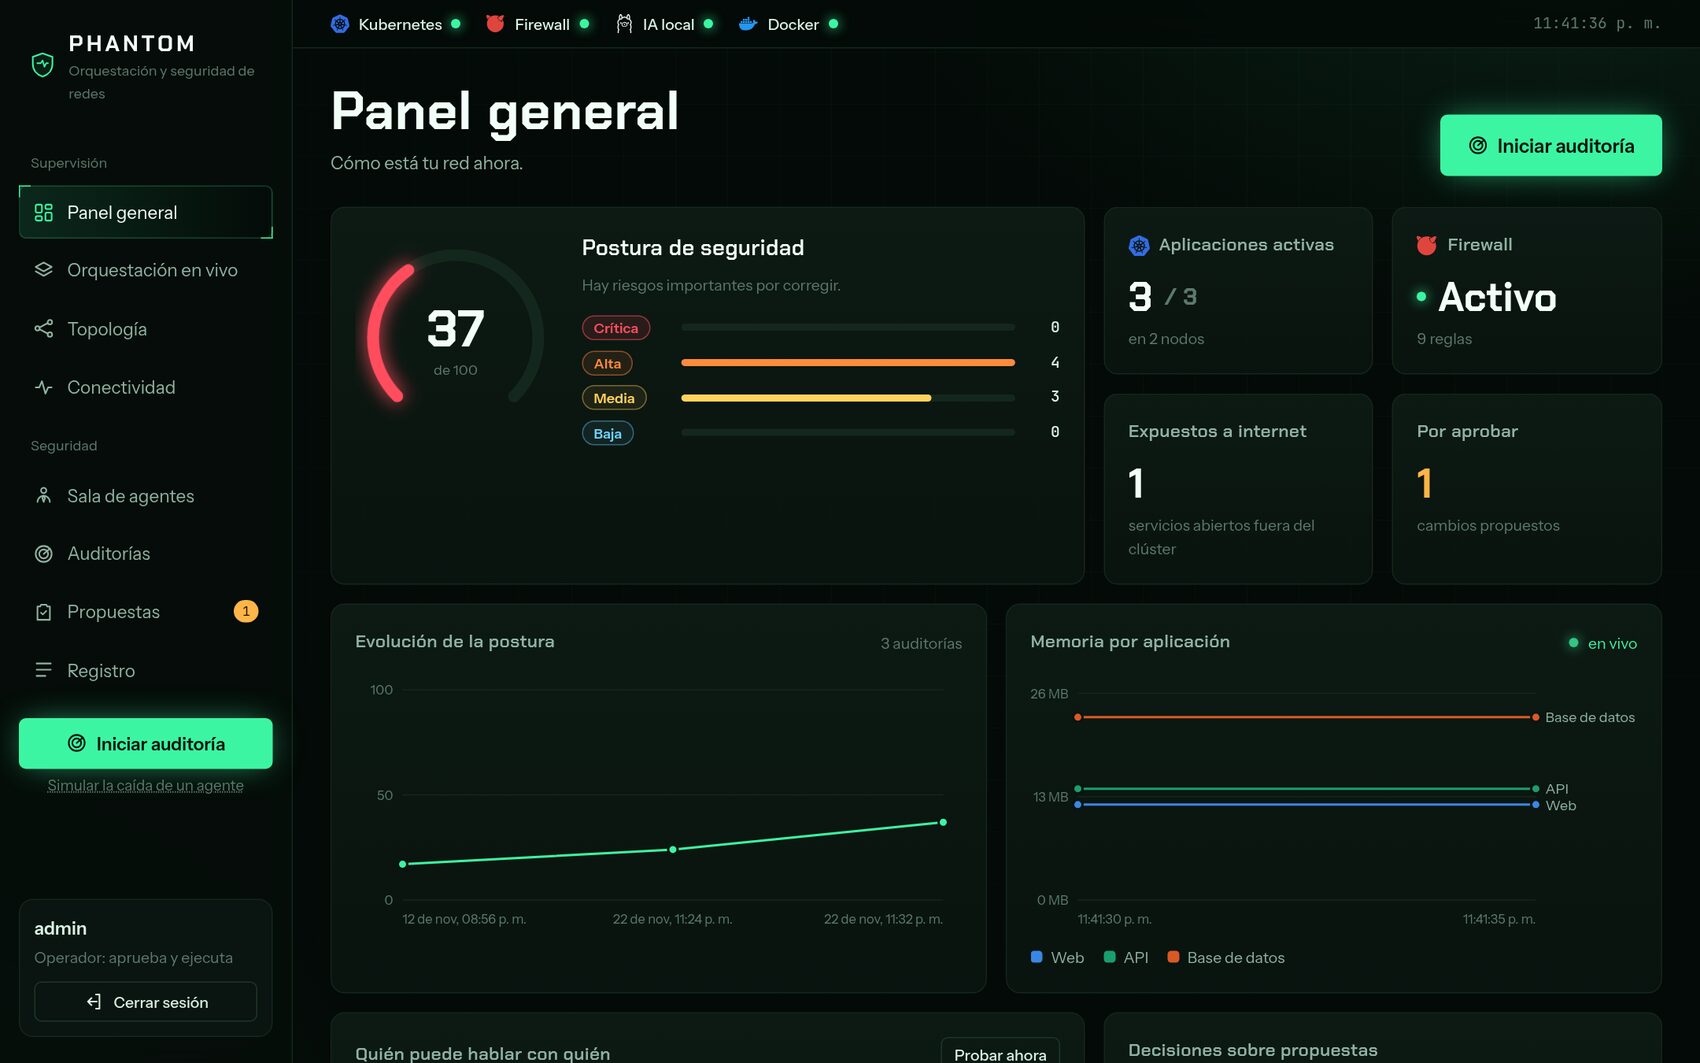 PHANTOM
Orquestación y seguridad de
redes
Supervisión
Panel general
Orquestación en vivo
Topología
Conectividad
Seguridad
Sala de agentes
Auditorías
Propuestas 1
Registro
Iniciar auditoría
Simular la caída de un agente
admin
Operador: aprueba y ejecuta
Cerrar sesión
Kubernetes Firewall IA local Docker 11:41:36 p. m.
Panel general
Cómo está tu red ahora.
Iniciar auditoría
37
de 100
Postura de seguridad
Hay riesgos importantes por corregir.
Crítica 0
Alta 4
Media 3
Baja 0
Aplicaciones activas
3 / 3
en 2 nodos
Firewall
Activo
9 reglas
Expuestos a internet
1
servicios abiertos fuera del
clúster
Por aprobar
1
cambios propuestos
Evolución de la postura 3 auditorías
100
50
0
12 de nov, 08:56 p. m. 22 de nov, 11:24 p. m. 22 de nov, 11:32 p. m.
Memoria por aplicación en vivo
26 MB
Base de datos
API
13 MB
Web
0 MB
11:41:30 p. m. 11:41:35 p. m.
Web API Base de datos
Quién puede hablar con quién Probar ahora
Decisiones sobre propuestas